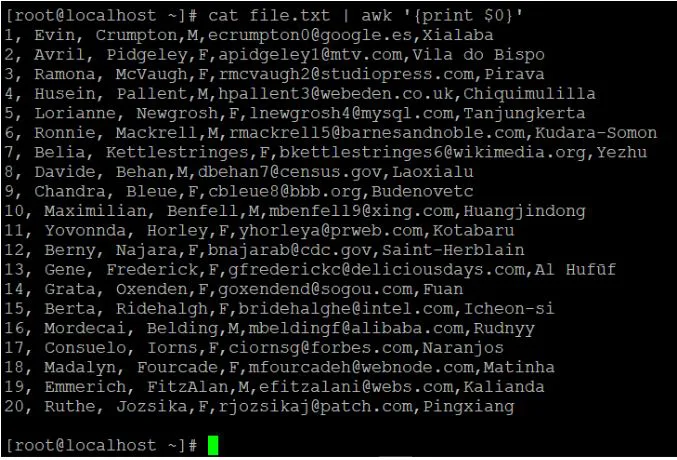 [root@localhost ~]# cat file.txt | awk '{print $0}'
1, Evin, Crumpton,M,ecrumpton0@google.es,Xialaba
2, Avril, Pidgeley,F,apidgeley1@mtv.com,Vila do Bispo
3, Ramona, McVaugh,F,rmcvaugh2@studiopress.com,Pirava
4, Husein, Pallent,M,hpallent3@webeden.co.uk,Chiquimulilla
5, Lorianne, Newgrosh,F,lnewgrosh4@mysql.com,Tanjungkerta
6, Ronnie, Mackrell,M,rmackrell5@barnesandnoble.com,Kudara-Somon
7, Belia, Kettlestringes,F,bkettlestringes6@wikimedia.org,Yezhu
8, Davide, Behan,M,dbehan7@census.gov,Laoxialu
9, Chandra, Bleue,F,cbleue8@bbb.org,Budenovetc
10, Maximilian, Benfell,M,mbenfell9@xing.com,Huangjindong
11, Yovonnda, Horley,F,yhorleya@prweb.com,Kotabaru
12, Berny, Najara,F,bnajarab@cdc.gov,Saint-Herblain
13, Gene, Frederick,F,gfrederickc@deliciousdays.com,Al Hufūf
14, Grata, Oxenden,F,goxendend@sogou.com,Fuan
15, Berta, Ridehalgh,F,bridehalghe@intel.com,Icheon-si
16, Mordecai, Belding,M,mbeldingf@alibaba.com,Rudnyy
17, Consuelo, Iorns,F,ciornsg@forbes.com,Naranjos
18, Madalyn, Fourcade,F,mfourcadeh@webnode.com,Matinha
19, Emmerich, FitzAlan,M,efitzalani@webs.com,Kalianda
20, Ruthe, Jozsika,F,rjozsikaj@patch.com,Pingxiang
[root@localhost ~]#